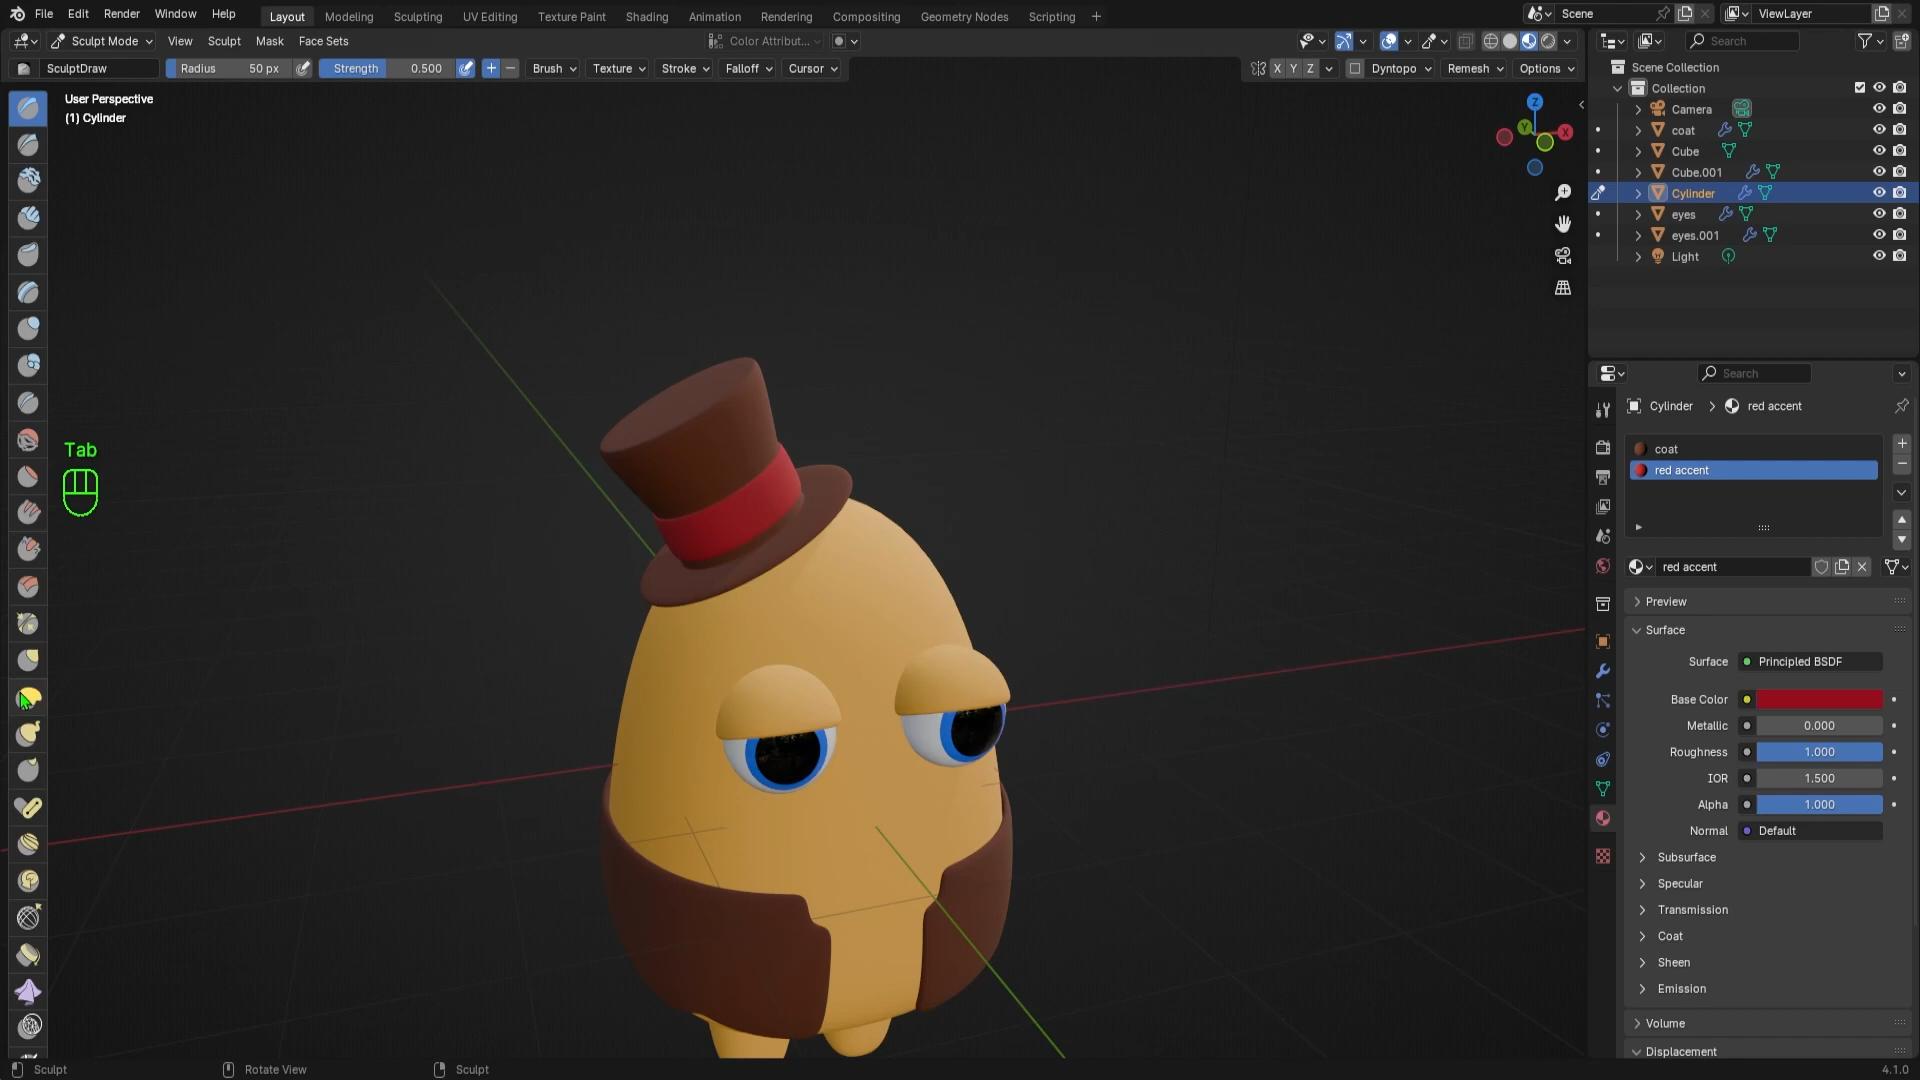 File Edit Render Window Help Layout Modeling Sculpting UV Editing Texture Paint Shading Animation Rendering Compositing Geometry Nodes Scripting + Scene ViewLayer
Sculpt Mode View Sculpt Mask Face Sets Color Attribut... Search
SculptDraw Radius 50 px Strength 0.500 Brush Texture Stroke Falloff Cursor X Y Z Dyntopo Remesh Options
User Perspective
(1) Cylinder
Z
Y
X
Tab
Scene Collection
Collection
Camera
coat
Cube
Cube.001
Cylinder
eyes
eyes.001
Light
Search
Cylinder > red accent
coat
red accent
red accent
Preview
Surface
Surface Principled BSDF
Base Color
Metallic 0.000
Roughness 1.000
IOR 1.500
Alpha 1.000
Normal Default
Subsurface
Specular
Transmission
Coat
Sheen
Emission
Volume
Displacement
Sculpt Rotate View Sculpt 4.1.0